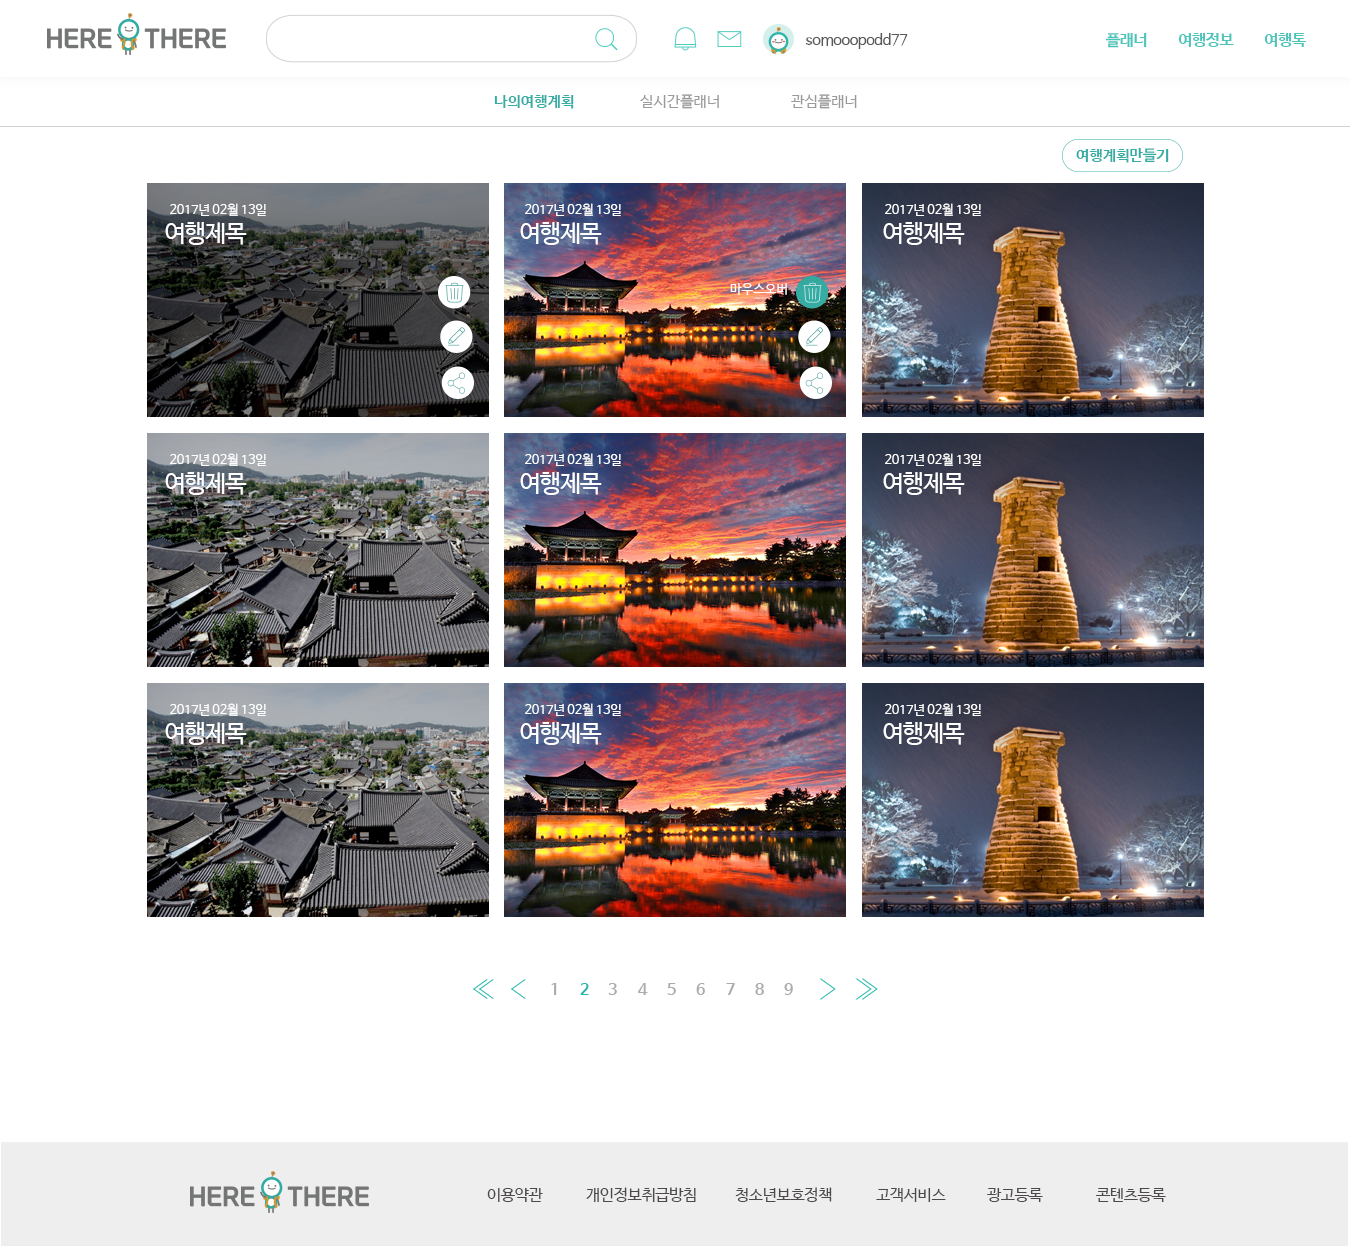 HERE THERE
somooopodd77
플래너 여행정보 여행톡
나의여행계획 실시간플래너 관심플래너
여행계획만들기
2017년 02월 13일
여행제목
2017년 02월 13일
여행제목
마우스오버
2017년 02월 13일
여행제목
2017년 02월 13일
여행제목
2017년 02월 13일
여행제목
2017년 02월 13일
여행제목
2017년 02월 13일
여행제목
2017년 02월 13일
여행제목
2017년 02월 13일
여행제목
1 2 3 4 5 6 7 8 9
HERE THERE
이용약관 개인정보취급방침 청소년보호정책 고객서비스 광고등록 콘텐츠등록